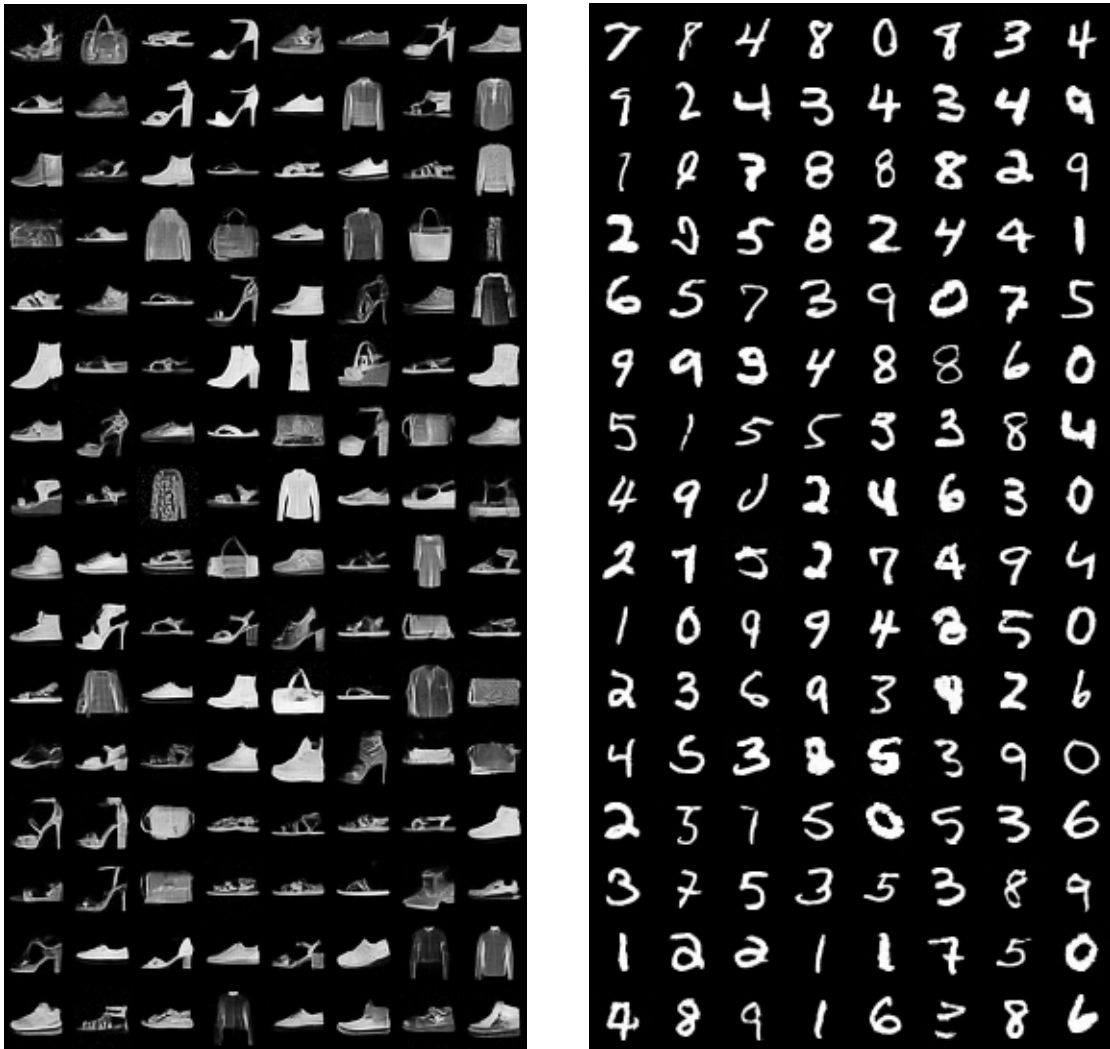 7 8 4 8 0 8 3 4
9 2 4 3 4 3 4 9
1 2 8 8 8 2 9
2 5 8 2 4 4 1
6 5 7 3 9 0 7 5
9 9 9 4 8 8 6 0
5 1 5 5 3 3 8 4
4 9 2 4 6 3 0
2 7 5 2 7 4 9 4
1 0 9 9 4 3 5 0
2 3 6 9 3 9 2 6
4 5 3 8 5 3 9 0
2 5 7 5 0 5 3 6
3 7 5 3 5 3 8 9
1 2 2 1 1 7 5 0
4 8 9 1 6 8 6